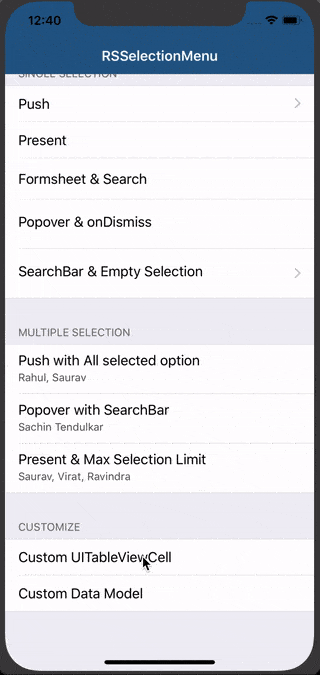 12:40
RSSelectionMenu
SINGLE SELECTION
Push
Present
Formsheet & Search
Popover & onDismiss
SearchBar & Empty Selection
MULTIPLE SELECTION
Push with All selected option
Rahul, Saurav
Popover with SearchBar
Sachin Tendulkar
Present & Max Selection Limit
Saurav, Virat, Ravindra
CUSTOMIZE
Custom UITableViewCell
Custom Data Model